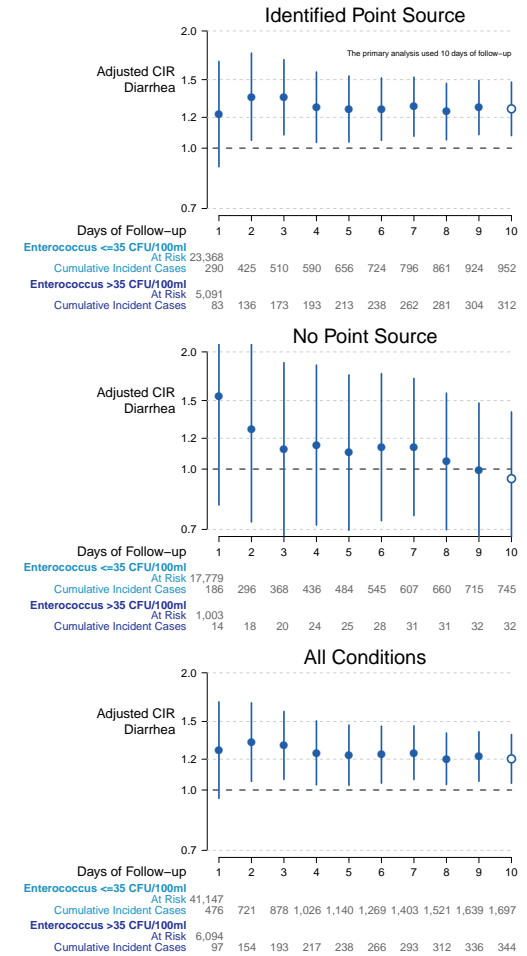 Identified Point Source
2.0
The primary analysis used 10 days of follow−up
Adjusted CIR
Diarrhea
1.5
1.2
1.0
0.7
Days of Follow−up 1 2 3 4 5 6 7 8 9 10
Enterococcus <=35 CFU/100ml
At Risk 23,368
Cumulative Incident Cases 290 425 510 590 656 724 796 861 924 952
Enterococcus >35 CFU/100ml
At Risk 5,091
Cumulative Incident Cases 83 136 173 193 213 238 262 281 304 312
No Point Source
2.0
Adjusted CIR
Diarrhea
1.5
1.2
1.0
0.7
Days of Follow−up 1 2 3 4 5 6 7 8 9 10
Enterococcus <=35 CFU/100ml
At Risk 17,779
Cumulative Incident Cases 186 296 368 436 484 545 607 660 715 745
Enterococcus >35 CFU/100ml
At Risk 1,003
Cumulative Incident Cases 14 18 20 24 25 28 31 31 32 32
All Conditions
2.0
Adjusted CIR
Diarrhea
1.5
1.2
1.0
0.7
Days of Follow−up 1 2 3 4 5 6 7 8 9 10
Enterococcus <=35 CFU/100ml
At Risk 41,147
Cumulative Incident Cases 476 721 878 1,026 1,140 1,269 1,403 1,521 1,639 1,697
Enterococcus >35 CFU/100ml
At Risk 6,094
Cumulative Incident Cases 97 154 193 217 238 266 293 312 336 344